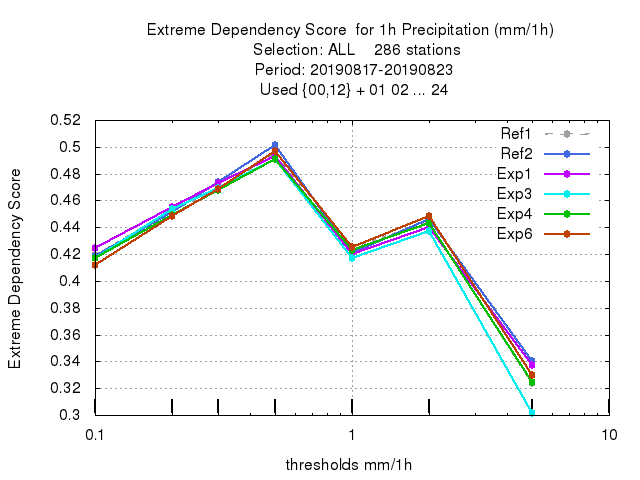 Extreme Dependency Score  for 1h Precipitation (mm/1h)
Selection: ALL    286 stations
Period: 20190817-20190823
Used {00,12} + 01 02 ... 24
Extreme Dependency Score
0.52
0.5
0.48
0.46
0.44
0.42
0.4
0.38
0.36
0.34
0.32
0.3
Ref1
Ref2
Exp1
Exp3
Exp4
Exp6
0.1 1 10
thresholds mm/1h